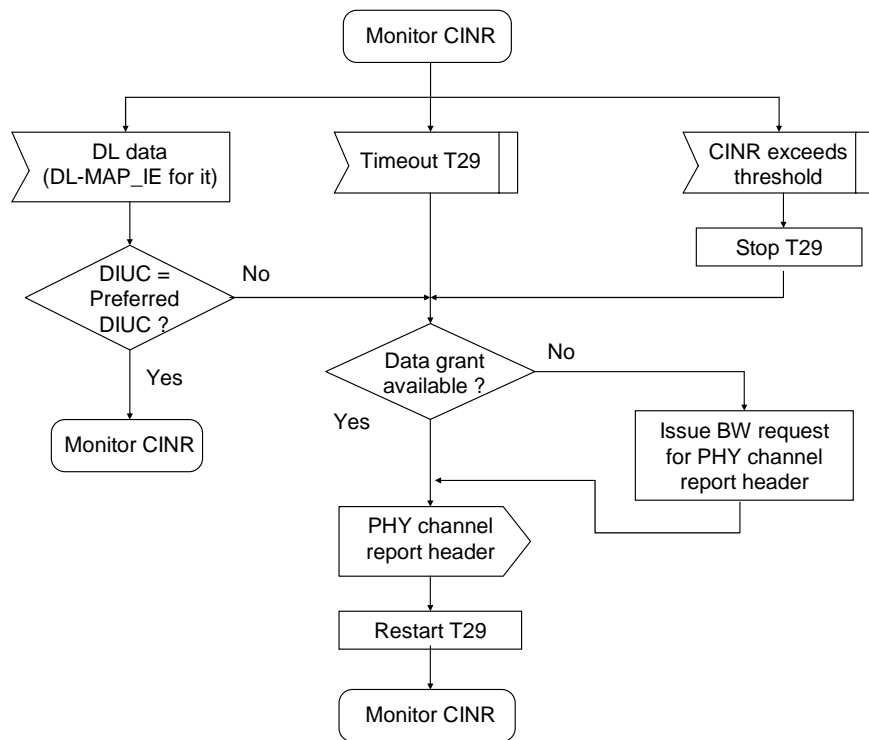 Monitor CINR
DL data
(DL-MAP_IE for it)
Timeout T29
CINR exceeds
threshold
Stop T29
DIUC =
Preferred
DIUC ?
No
Yes
Monitor CINR
Data grant
available ?
No
Yes
Issue BW request
for PHY channel
report header
PHY channel
report header
Restart T29
Monitor CINR